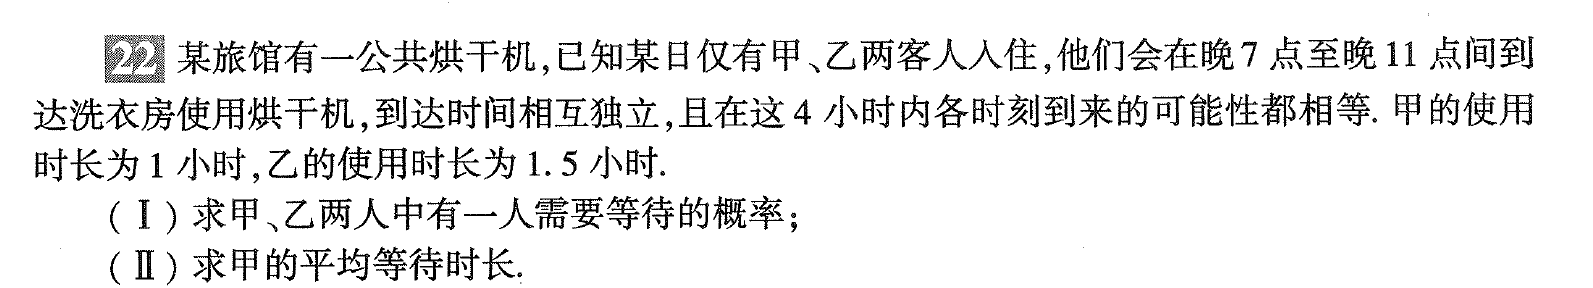 22 某旅馆有一公共烘干机,已知某日仅有甲、乙两客人入住,他们会在晚 7 点至晚 11 点间到
达洗衣房使用烘干机,到达时间相互独立,且在这 4 小时内各时刻到来的可能性都相等. 甲的使用
时长为 1 小时,乙的使用时长为 1.5 小时.
(Ⅰ) 求甲、乙两人中有一人需要等待的概率;
(Ⅱ) 求甲的平均等待时长.